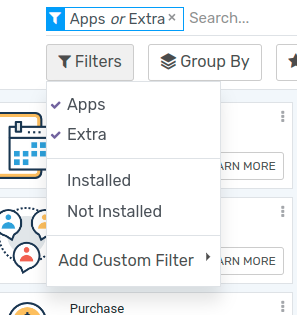 Apps or Extra × Search...
Filters Group By
Apps
Extra
ARN MORE
Installed
Not Installed
Add Custom Filter
ARN MORE
Purchase